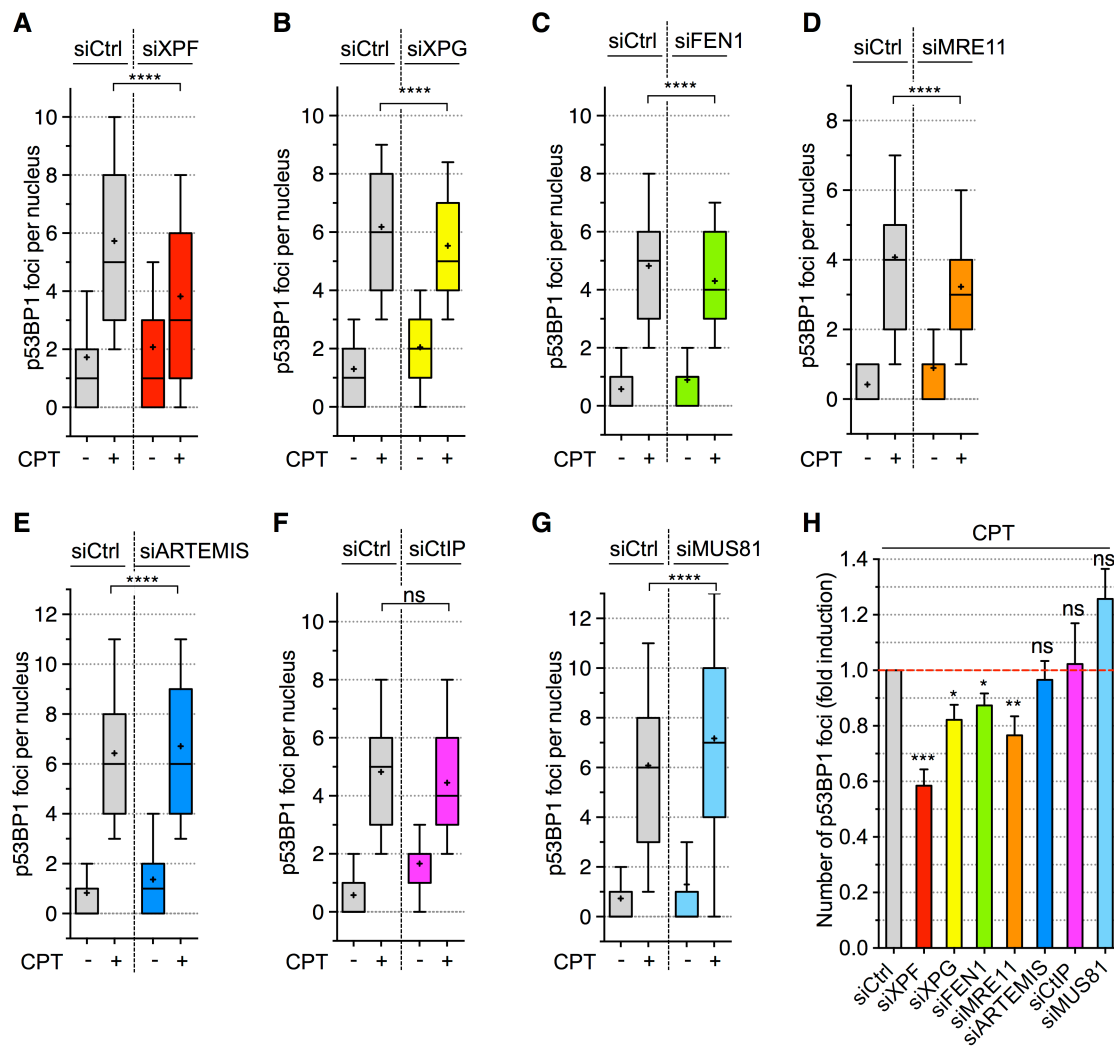 A
siCtrl siXPF
****
p53BP1 foci per nucleus
10
8
6
4
2
0
CPT - + - +
B
siCtrl siXPG
****
p53BP1 foci per nucleus
10
8
6
4
2
0
CPT - + - +
C
siCtrl siFEN1
****
p53BP1 foci per nucleus
10
8
6
4
2
0
CPT - + - +
D
siCtrl siMRE11
****
p53BP1 foci per nucleus
8
6
4
2
0
CPT - + - +
E
siCtrl siARTEMIS
****
p53BP1 foci per nucleus
12
10
8
6
4
2
0
CPT - + - +
F
siCtrl siCtIP
ns
p53BP1 foci per nucleus
10
8
6
4
2
0
CPT - + - +
G
siCtrl siMUS81
****
p53BP1 foci per nucleus
12
10
8
6
4
2
0
CPT - + - +
H
CPT
Number of p53BP1 foci (fold induction)
1.4
1.2
1.0
0.8
0.6
0.4
0.2
0.0
*** * * ** ns ns ns
siCtrl
siXPF
siXPG
siFEN1
siMRE11
siARTEMIS
siCtIP
siMUS81